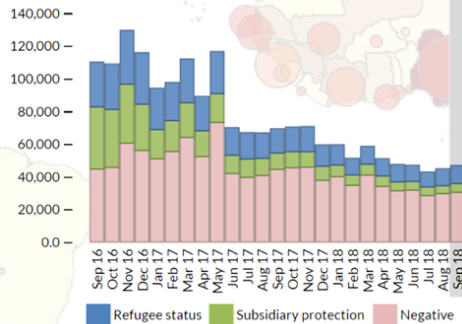 140,000
120,000
100,000
80,000
60,000
40,000
20,000
0.0
Sep 16
Oct 16
Nov 16
Dec 16
Jan 17
Feb 17
Mar 17
Apr 17
May 17
Jun 17
Jul 17
Aug 17
Sep 17
Oct 17
Nov 17
Dec 17
Jan 18
Feb 18
Mar 18
Apr 18
May 18
Jun 18
Jul 18
Aug 18
Sep 18
Refugee status Subsidiary protection Negative